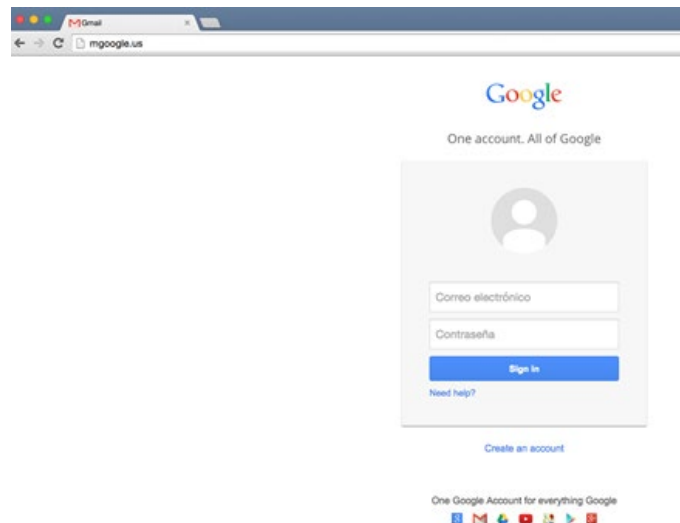 Gmail
mgoogle.us
Google
One account. All of Google
Correo electrónico
Contraseña
Sign in
Need help?
Create an account
One Google Account for everything Google